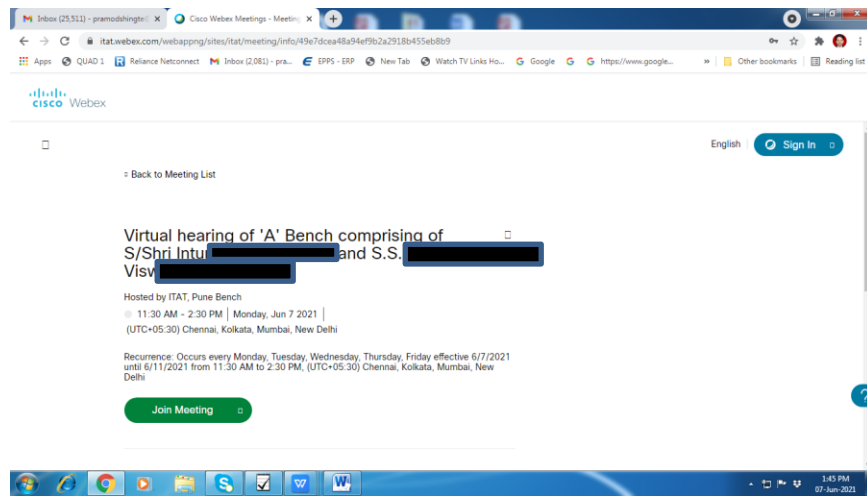 Inbox (25,511) - pramodshingte
Cisco Webex Meetings - Meeting
itat.webex.com/webappng/sites/itat/meeting/info/49e7dcea48a94ef9b2a2918b455eb8b9
Apps QUAD 1 Reliance Netconnect Inbox (2,081) - pra... EPPS - ERP New Tab Watch TV Links Ho... Google G https://www.google... » Other bookmarks Reading list
cisco Webex
English Sign In
Back to Meeting List
Virtual hearing of 'A' Bench comprising of
S/Shri Intur and S.S.
Visw
Hosted by ITAT, Pune Bench
11:30 AM - 2:30 PM | Monday, Jun 7 2021 |
(UTC+05:30) Chennai, Kolkata, Mumbai, New Delhi
Recurrence: Occurs every Monday, Tuesday, Wednesday, Thursday, Friday effective 6/7/2021
until 6/11/2021 from 11:30 AM to 2:30 PM, (UTC+05:30) Chennai, Kolkata, Mumbai, New
Delhi
Join Meeting
?
1:45 PM
07-Jun-2021